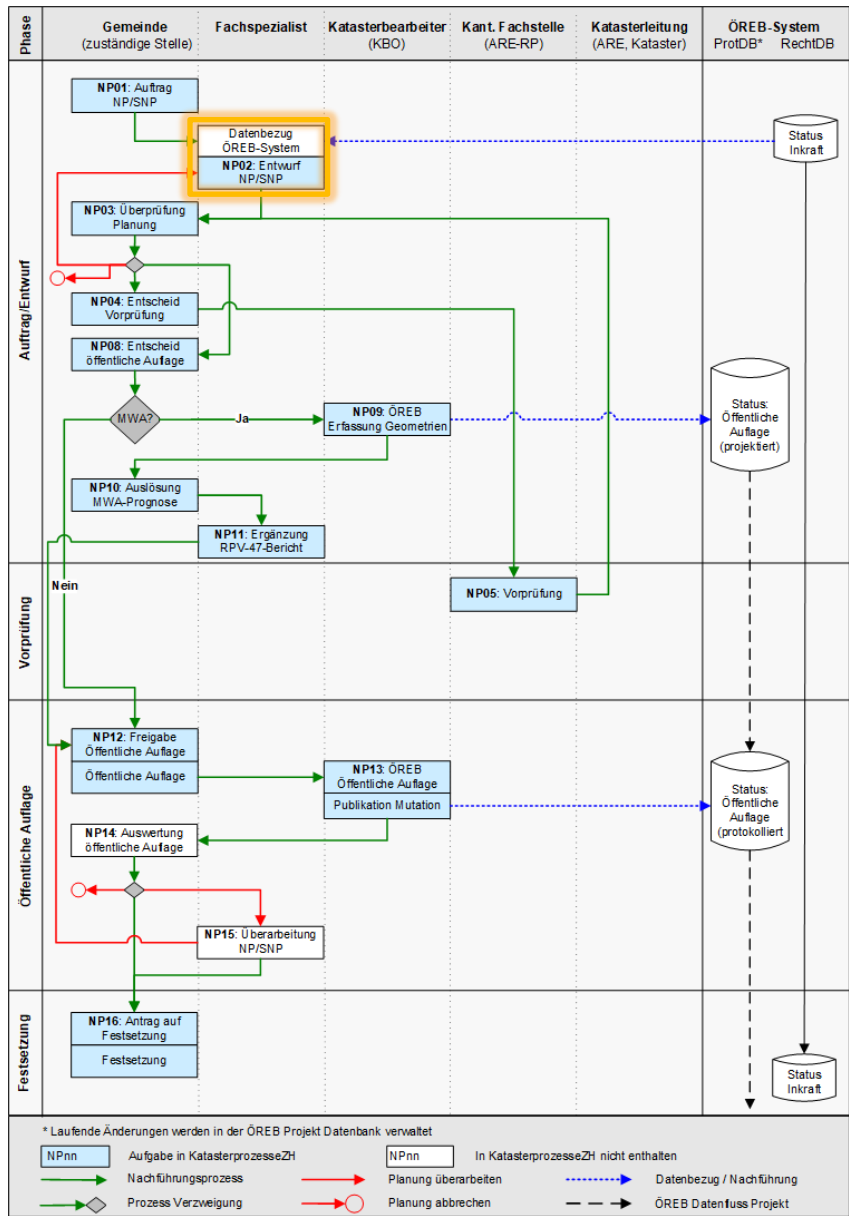 Phase
Gemeinde
(zuständige Stelle)
Fachspezialist
Katasterbearbeiter
(KBO)
Kant. Fachstelle
(ARE-RP)
Katasterleitung
(ARE, Kataster)
ÖREB-System
ProtDB* RechtDB
Auftrag/Entwurf
NP01: Auftrag
NP/SNP
Datenbezug
ÖREB-System
NP02: Entwurf
NP/SNP
Status
Inkraft
NP03: Überprüfung
Planung
NP04: Entscheid
Vorprüfung
NP08: Entscheid
öffentliche Auflage
MWA?
Ja
NP09: ÖREB
Erfassung Geometrien
Status:
Öffentliche
Auflage
(projektiert)
NP10: Auslösung
MWA-Prognose
NP11: Ergänzung
RPV-47-Bericht
Vorprüfung
Nein
NP05: Vorprüfung
Öffentliche Auflage
NP12: Freigabe
Öffentliche Auflage
Öffentliche Auflage
NP13: ÖREB
Öffentliche Auflage
Publikation Mutation
Status:
Öffentliche
Auflage
(protokolliert
NP14: Auswertung
öffentliche Auflage
NP15: Überarbeitung
NP/SNP
Festsetzung
NP16: Antrag auf
Festsetzung
Festsetzung
Status
Inkraft
* Laufende Änderungen werden in der ÖREB Projekt Datenbank verwaltet
NPnn Aufgabe in KatasterprozesseZH NPnn In KatasterprozesseZH nicht enthalten
Nachführungsprozess Planung überarbeiten Datenbezug / Nachführung
Prozess Verzweigung Planung abbrechen ÖREB Datenfuss Projekt